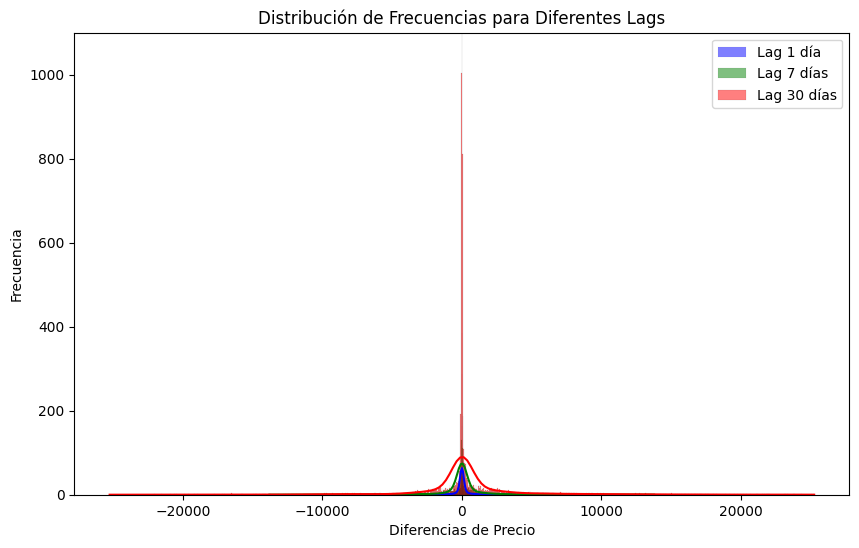 Distribución de Frecuencias para Diferentes Lags
Lag 1 día
Lag 7 días
Lag 30 días
1000
800
600
400
200
0
Frecuencia
−20000
−10000
0
10000
20000
Diferencias de Precio